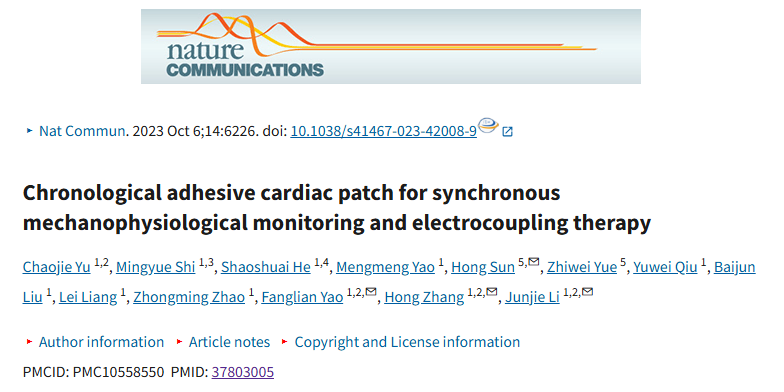 nature
COMMUNICATIONS
Nat Commun. 2023 Oct 6;14:6226. doi: 10.1038/s41467-023-42008-9
Chronological adhesive cardiac patch for synchronous
mechanophysiological monitoring and electrocoupling therapy
Chaojie Yu 1,2, Mingyue Shi 1,3, Shaoshuai He 1,4, Mengmeng Yao 1, Hong Sun 5,✉, Zhiwei Yue 5, Yuwei Qiu 1, Baijun
Liu 1, Lei Liang 1, Zhongming Zhao 1, Fanglian Yao 1,2,✉, Hong Zhang 1,2,✉, Junjie Li 1,2,✉
Author information Article notes Copyright and License information
PMCID: PMC10558550 PMID: 37803005